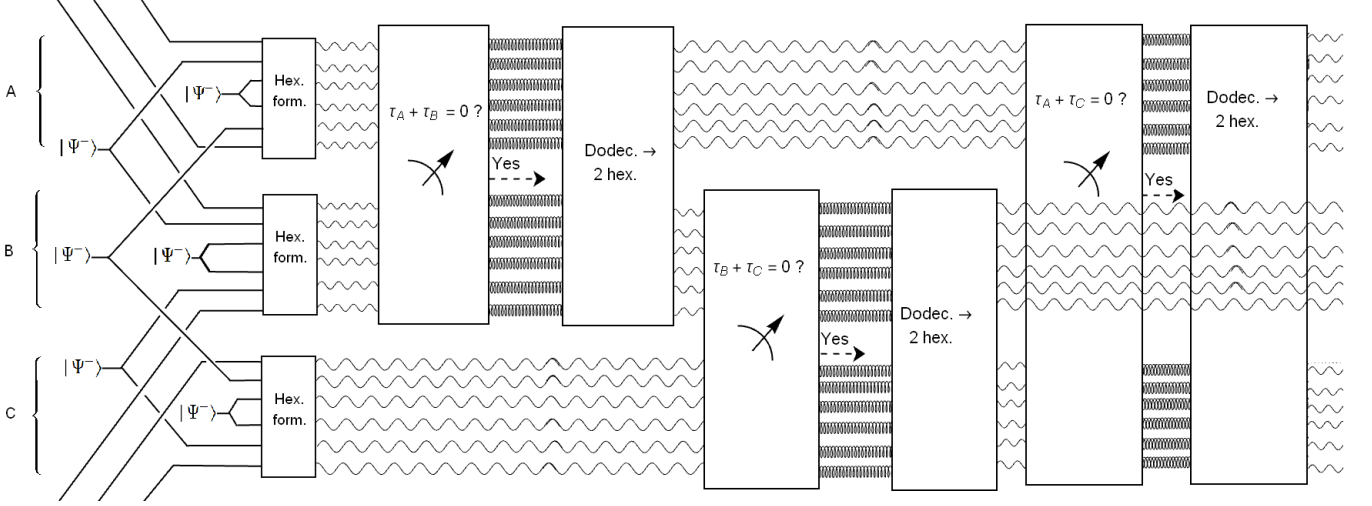 A
|Ψ⁻⟩
|Ψ⁻⟩
Hex.
form.
τA + τB = 0 ?
Yes
Dodec. →
2 hex.
τA + τC = 0 ?
Yes
Dodec. →
2 hex.
B
|Ψ⁻⟩
|Ψ⁻⟩
Hex.
form.
τB + τC = 0 ?
Yes
Dodec. →
2 hex.
C
|Ψ⁻⟩
|Ψ⁻⟩
Hex.
form.